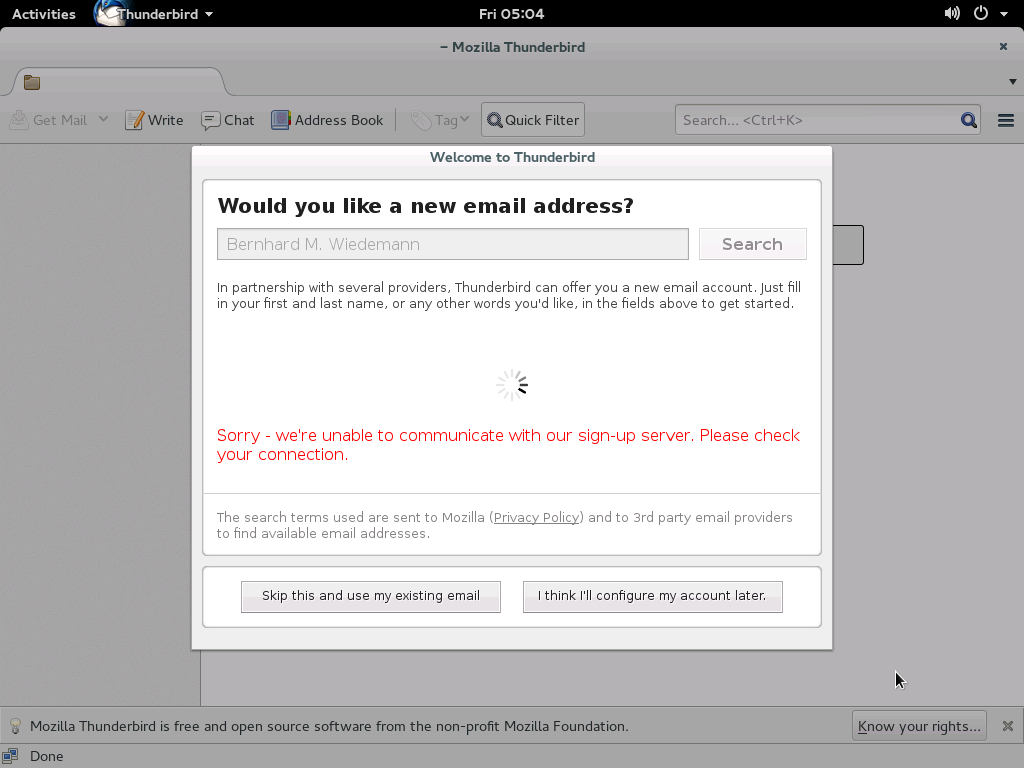 Activities Thunderbird Fri 05:04
– Mozilla Thunderbird
Get Mail Write Chat Address Book Tag Quick Filter Search... <Ctrl+K>
Welcome to Thunderbird
Would you like a new email address?
Bernhard M. Wiedemann Search
In partnership with several providers, Thunderbird can offer you a new email account. Just fill
in your first and last name, or any other words you'd like, in the fields above to get started.
Sorry - we're unable to communicate with our sign-up server. Please check
your connection.
The search terms used are sent to Mozilla (Privacy Policy) and to 3rd party email providers
to find available email addresses.
Skip this and use my existing email I think I'll configure my account later.
Mozilla Thunderbird is free and open source software from the non-profit Mozilla Foundation. Know your rights...
Done